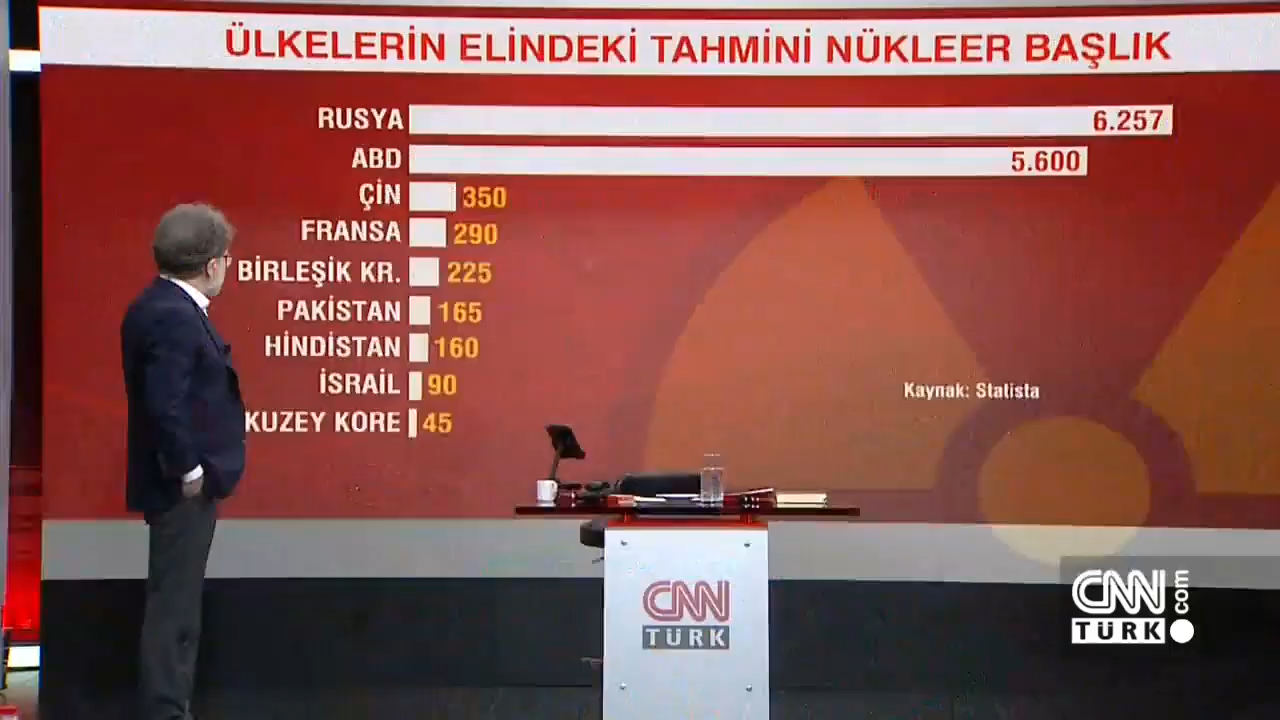 ÜLKELERİN ELİNDEKİ TAHMİNİ NÜKLEER BAŞLIK
RUSYA 6.257
ABD 5.600
ÇİN 350
FRANSA 290
BİRLEŞİK KR. 225
PAKİSTAN 165
HİNDİSTAN 160
İSRAİL 90
KUZEY KORE 45
Kaynak: Statista
CNN
TÜRK
CNN
TÜRK
.com